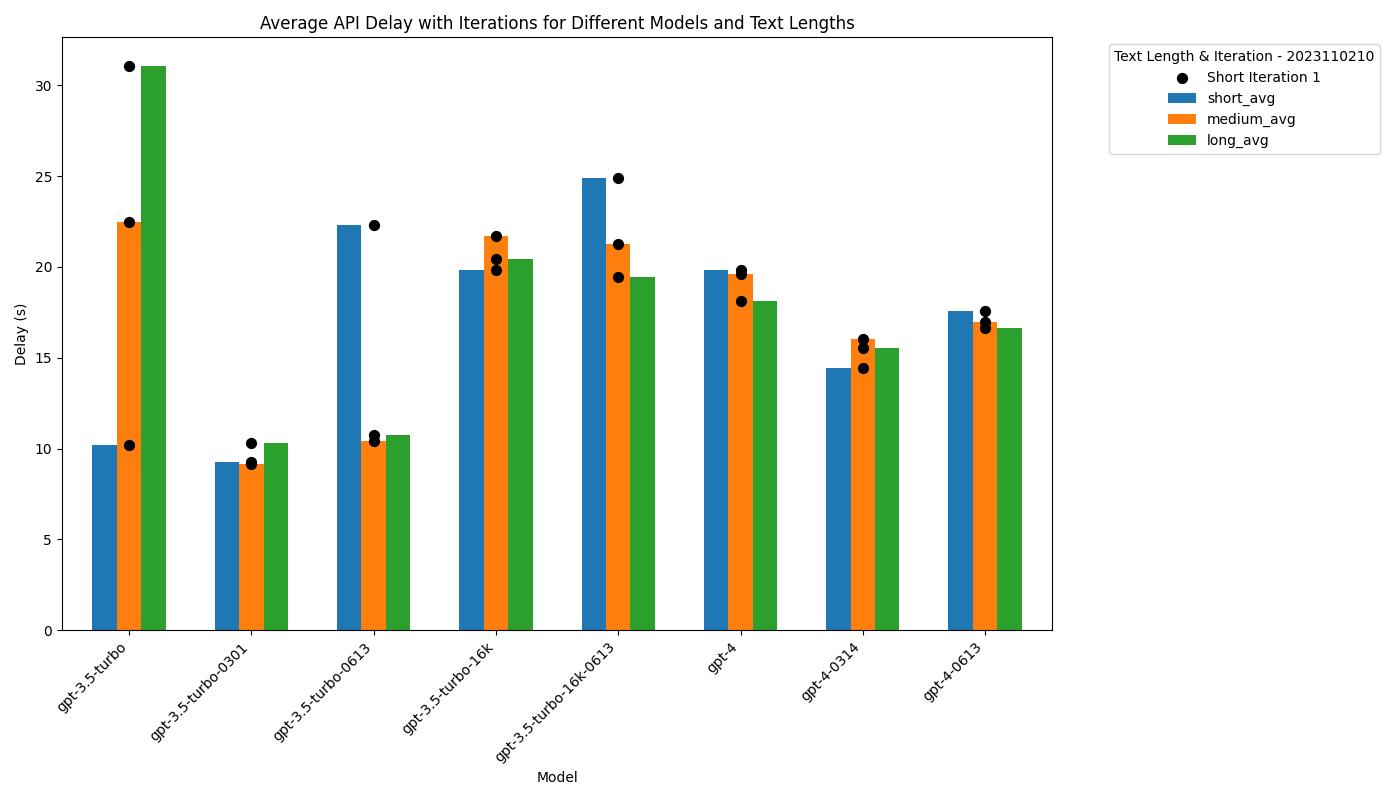 Average API Delay with Iterations for Different Models and Text Lengths
Text Length & Iteration - 2023110210
Short Iteration 1
short_avg
medium_avg
long_avg
Delay (s)
30
25
20
15
10
5
0
gpt-3.5-turbo
gpt-3.5-turbo-0301
gpt-3.5-turbo-0613
gpt-3.5-turbo-16k
gpt-3.5-turbo-16k-0613
gpt-4
gpt-4-0314
gpt-4-0613
Model